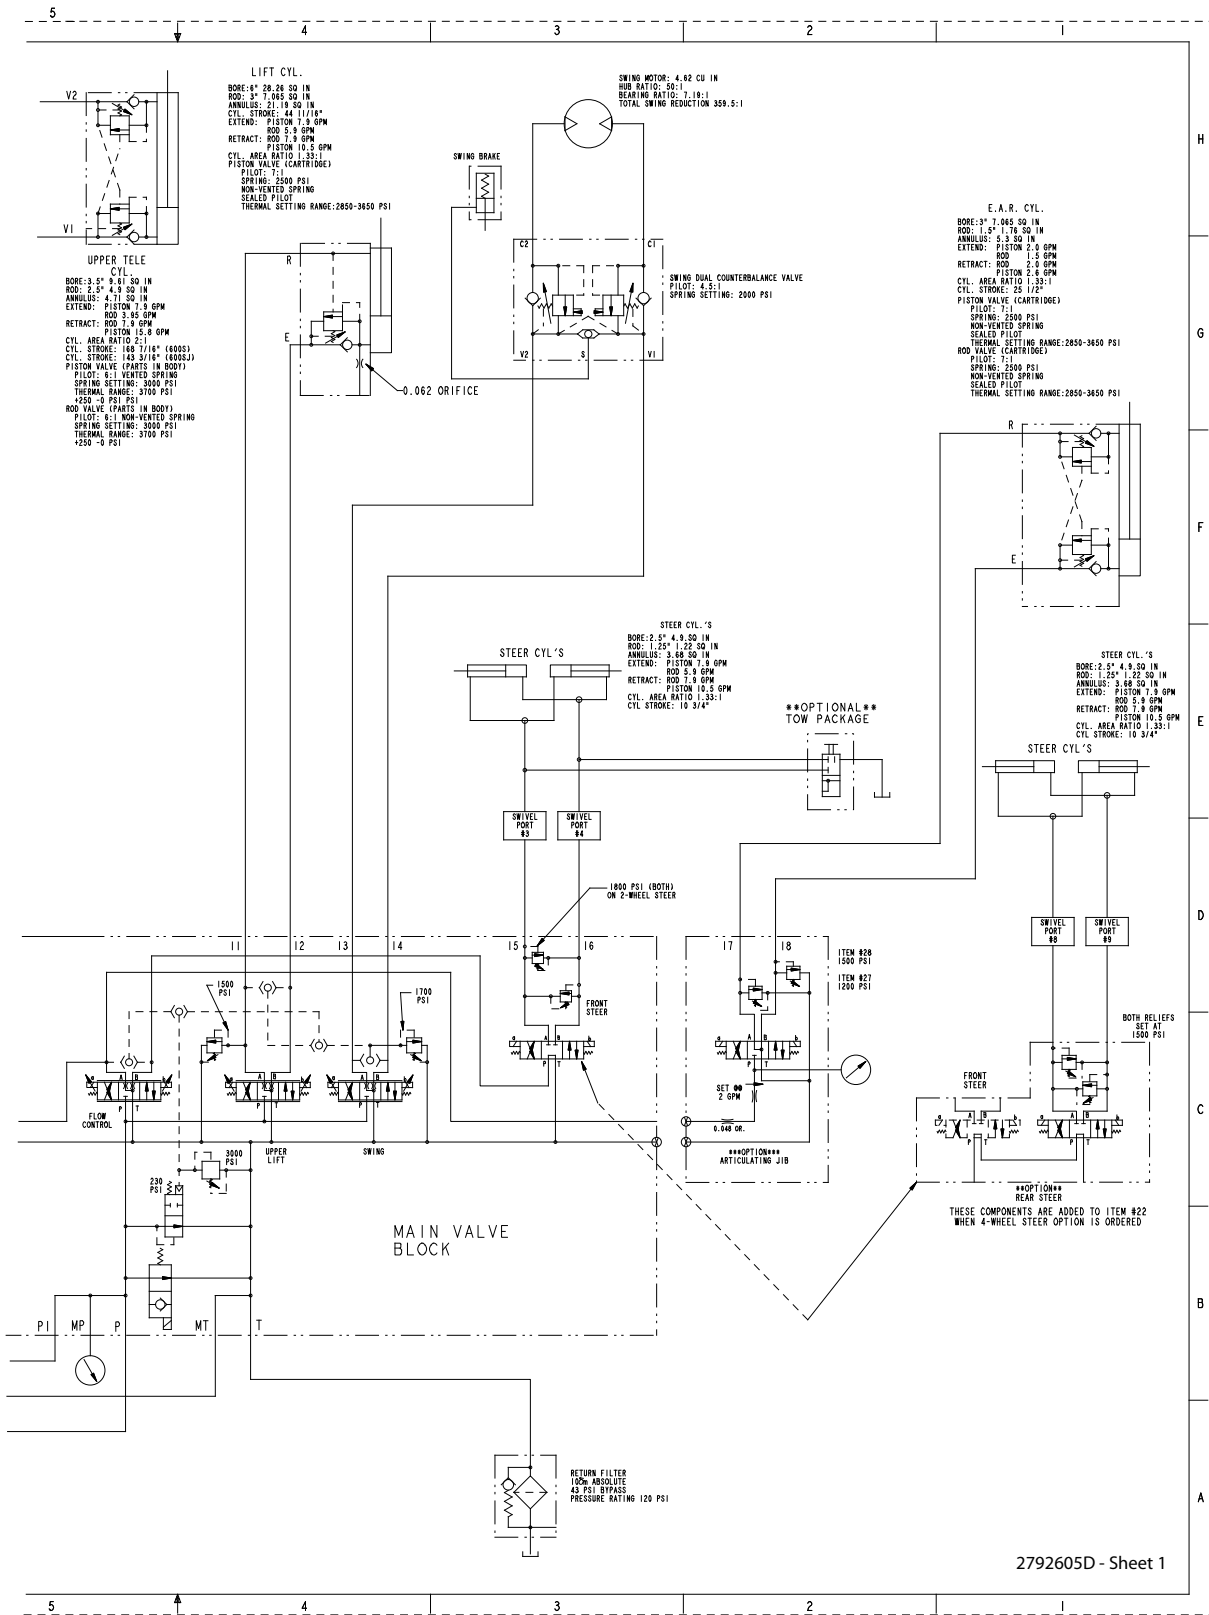 5
4
3
2
1
LIFT CYL.
BORE:6" 28.26 SQ IN
ROD: 3" 7.065 SQ IN
ANNULUS: 21.19 SQ IN
CYL. STROKE: 44 11/16"
EXTEND: PISTON 7.9 GPM
ROD 5.9 GPM
RETRACT: ROD 7.9 GPM
PISTON 10.5 GPM
CYL. AREA RATIO 1.33:1
PISTON VALVE (CARTRIDGE)
PILOT: 7:1
SPRING: 2500 PSI
NON-VENTED SPRING
SEALED PILOT
THERMAL SETTING RANGE:2850-3650 PSI
SWING MOTOR: 4.62 CU IN
HUB RATIO: 50:1
BEARING RATIO: 7.19:1
TOTAL SWING REDUCTION 359.5:1
V2
V1
H
SWING BRAKE
UPPER TELE
CYL.
BORE:3.5" 9.61 SQ IN
ROD: 2.5" 4.9 SQ IN
ANNULUS: 4.71 SQ IN
EXTEND: PISTON 7.9 GPM
ROD 3.95 GPM
RETRACT: ROD 7.9 GPM
PISTON 15.8 GPM
CYL. AREA RATIO 2:1
CYL. STROKE: 168 7/16" (600S)
CYL. STROKE: 143 3/16" (600SJ)
PISTON VALVE (PARTS IN BODY)
PILOT: 6:1 VENTED SPRING
SPRING SETTING: 3000 PSI
THERMAL RANGE: 3700 PSI
+250 -0 PSI PSI
ROD VALVE (PARTS IN BODY)
PILOT: 6:1 NON-VENTED SPRING
SPRING SETTING: 3000 PSI
THERMAL RANGE: 3700 PSI
+250 -0 PSI
R
E
0.062 ORIFICE
C2
C1
V2
S
V1
SWING DUAL COUNTERBALANCE VALVE
PILOT: 4.5:1
SPRING SETTING: 2000 PSI
E.A.R. CYL.
BORE:3" 7.065 SQ IN
ROD: 1.5" 1.76 SQ IN
ANNULUS: 5.3 SQ IN
EXTEND: PISTON 2.0 GPM
ROD 1.5 GPM
RETRACT: ROD 2.0 GPM
PISTON 2.6 GPM
CYL. AREA RATIO 1.33:1
CYL. STROKE: 25 1/2"
PISTON VALVE (CARTRIDGE)
PILOT: 7:1
SPRING: 2500 PSI
NON-VENTED SPRING
SEALED PILOT
THERMAL SETTING RANGE:2850-3650 PSI
ROD VALVE (CARTRIDGE)
PILOT: 7:1
SPRING: 2500 PSI
NON-VENTED SPRING
SEALED PILOT
THERMAL SETTING RANGE:2850-3650 PSI
G
R
E
F
STEER CYL'S
STEER CYL.'S
BORE:2.5" 4.9.SQ IN
ROD: 1.25" 1.22 SQ IN
ANNULUS: 3.68 SQ IN
EXTEND: PISTON 7.9 GPM
ROD 5.9 GPM
RETRACT: ROD 7.9 GPM
PISTON 10.5 GPM
CYL. AREA RATIO 1.33:1
CYL STROKE: 10 3/4"
**OPTIONAL**
TOW PACKAGE
STEER CYL.'S
BORE:2.5" 4.9.SQ IN
ROD: 1.25" 1.22 SQ IN
ANNULUS: 3.68 SQ IN
EXTEND: PISTON 7.9 GPM
ROD 5.9 GPM
RETRACT: ROD 7.9 GPM
PISTON 10.5 GPM
CYL. AREA RATIO 1.33:1
CYL STROKE: 10 3/4"
STEER CYL'S
E
SWIVEL
PORT
#3
SWIVEL
PORT
#4
1800 PSI (BOTH)
ON 2-WHEEL STEER
SWIVEL
PORT
#8
SWIVEL
PORT
#9
D
11
12
13
14
15
16
17
18
ITEM #28
1500 PSI
ITEM #27
1200 PSI
1500
PSI
1700
PSI
FRONT
STEER
BOTH RELIEFS
SET AT
1500 PSI
a A B b
P T
FLOW
CONTROL
a A B b
P T
UPPER
LIFT
a A B b
P T
SWING
a A B b
P T
a A B b
P T
SET @@
2 GPM
0.048 OR.
***OPTION***
ARTICULATING JIB
FRONT
STEER
a A B b
P T
a A B b
P T
**OPTION**
REAR STEER
THESE COMPONENTS ARE ADDED TO ITEM #22
WHEN 4-WHEEL STEER OPTION IS ORDERED
C
3000
PSI
230
PSI
MAIN VALVE
BLOCK
B
P1
MP
P
MT
T
RETURN FILTER
ABSOLUTE
43 PSI BYPASS
PRESSURE RATING 120 PSI
A
2792605D - Sheet 1
5
4
3
2
1